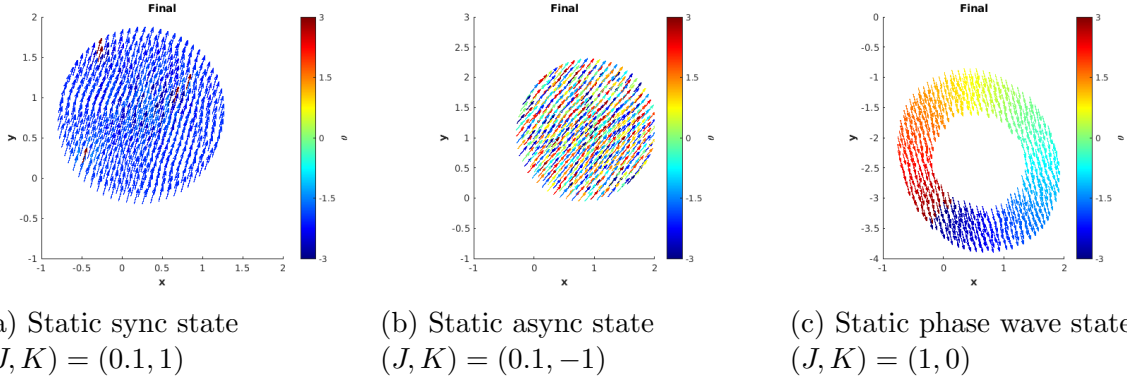 Final
2
1.5
1
0.5
0
-0.5
-1
y
-1 -0.5 0 0.5 1 1.5 2
x
3
1.5
0
-1.5
-3
θ
Final
3
2.5
2
1.5
1
0.5
0
-0.5
-1
y
-1 0 1 2
x
3
1.5
0
-1.5
-3
θ
Final
0
-0.5
-1
-1.5
-2
-2.5
-3
-3.5
-4
y
-1 0 1 2
x
3
1.5
0
-1.5
-3
θ
) Static sync state
J, K) = (0.1, 1)
(b) Static async state
(J, K) = (0.1, −1)
(c) Static phase wave state
(J, K) = (1, 0)